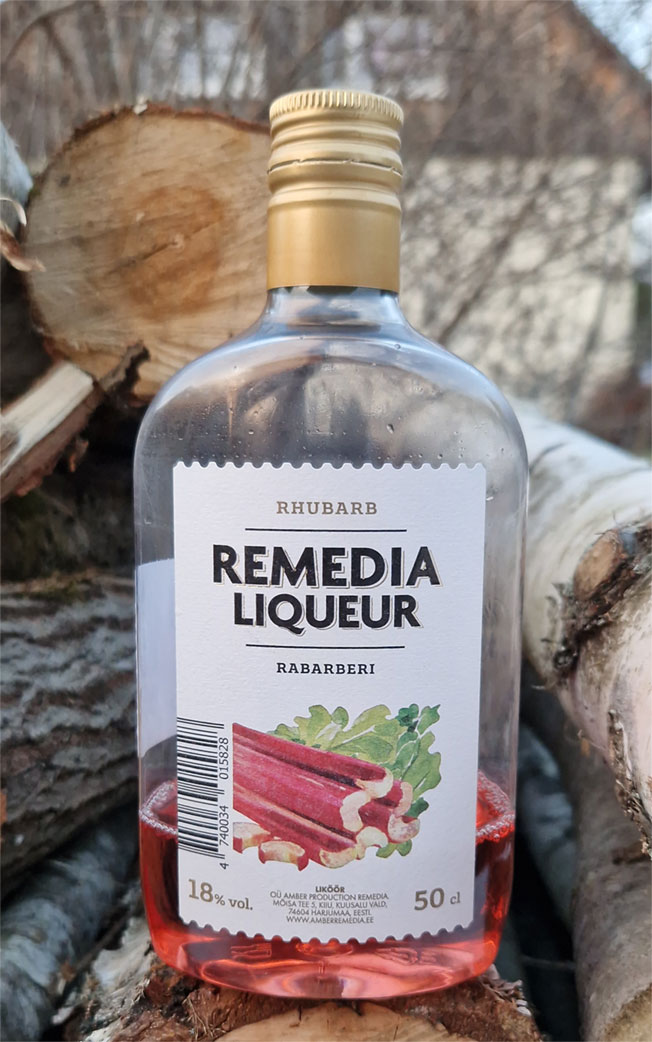 RHUBARB
REMEDIA
LIQUEUR
RABARBERI
4 740034 015828
18% vol.
LIKÖÖR
OÜ AMBER PRODUCTION REMEDIA,
MÕISA TEE 5, KIIU, KUUSALU VALD,
74604 HARJUMAA, EESTI.
WWW.AMBERREMEDIA.EE
50 cl